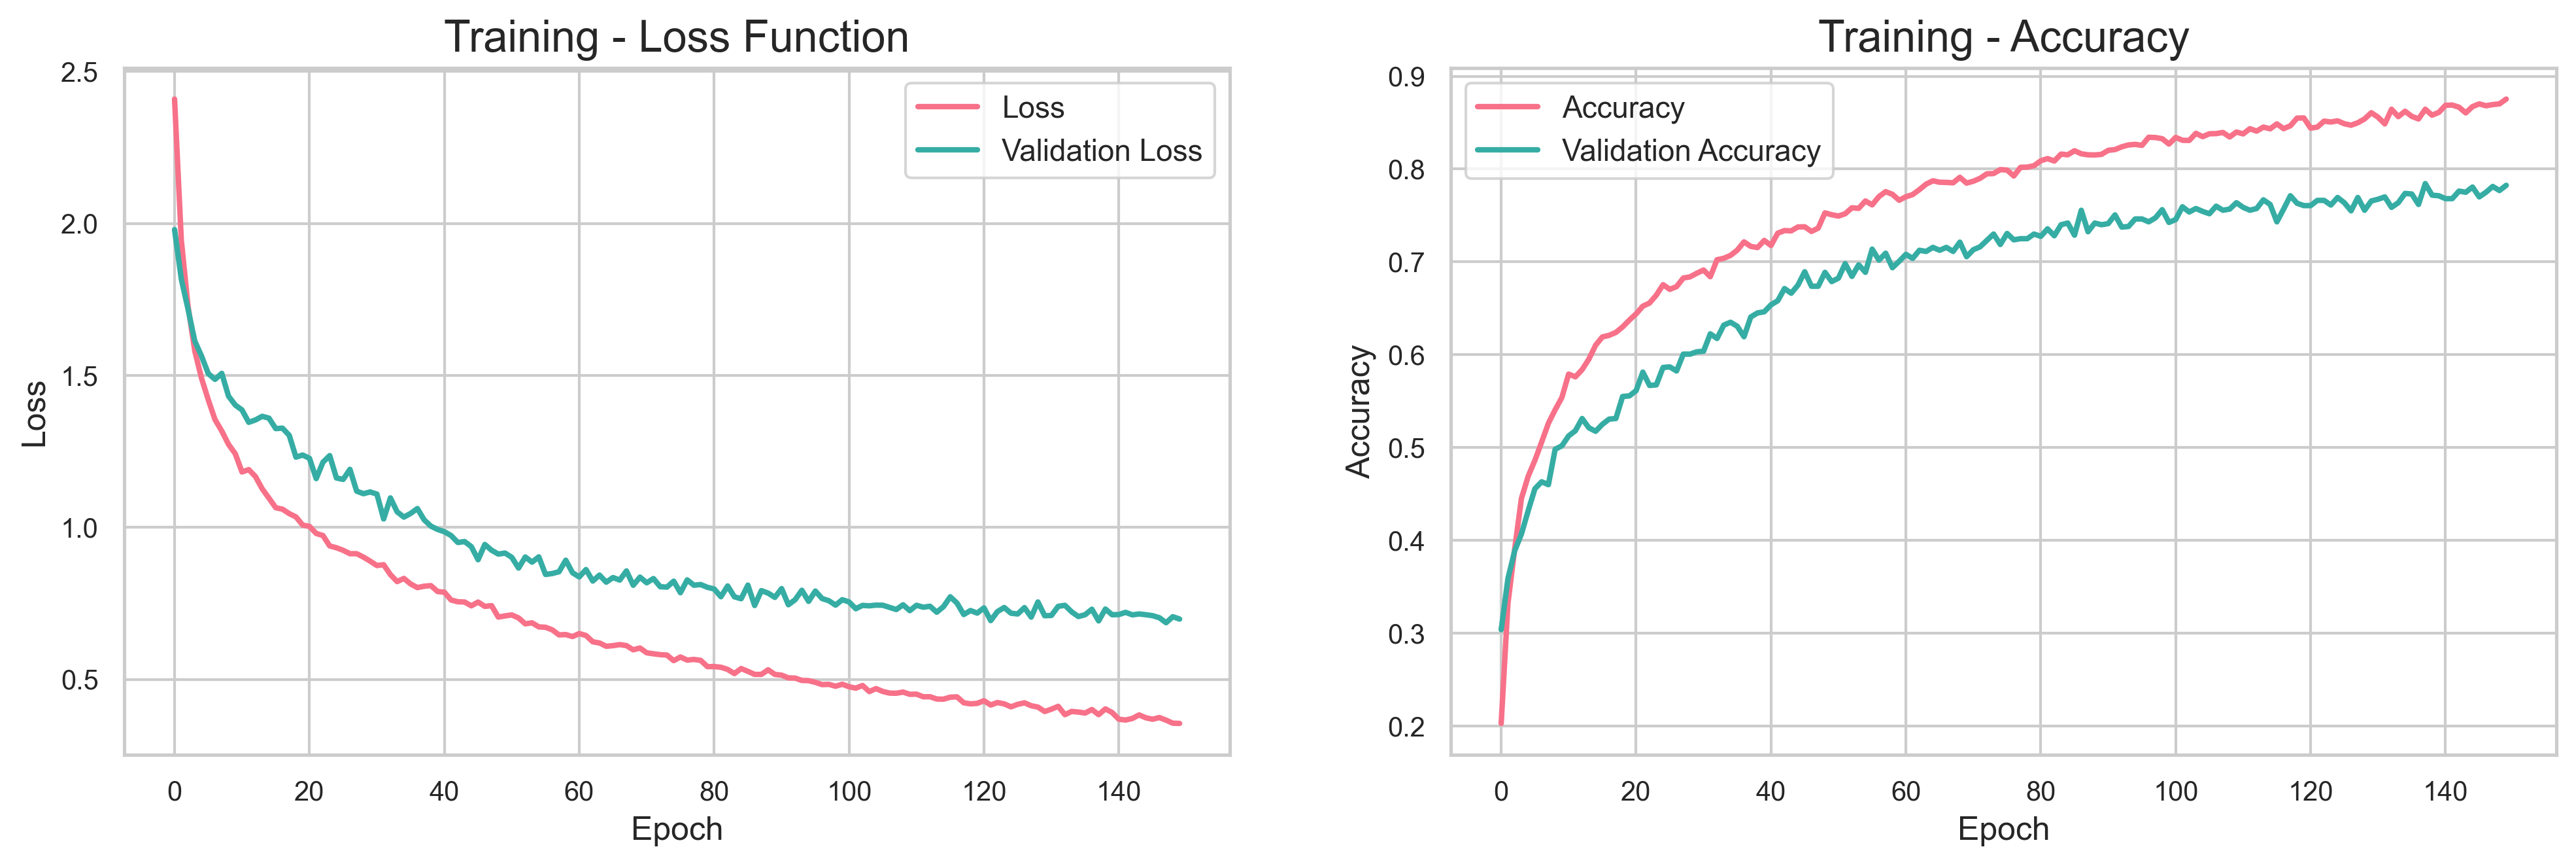 Training - Loss Function
2.5
2.0
1.5
1.0
0.5
Loss
Loss
Validation Loss
0 20 40 60 80 100 120 140
Epoch
Training - Accuracy
0.9
0.8
0.7
0.6
0.5
0.4
0.3
0.2
Accuracy
Accuracy
Validation Accuracy
0 20 40 60 80 100 120 140
Epoch